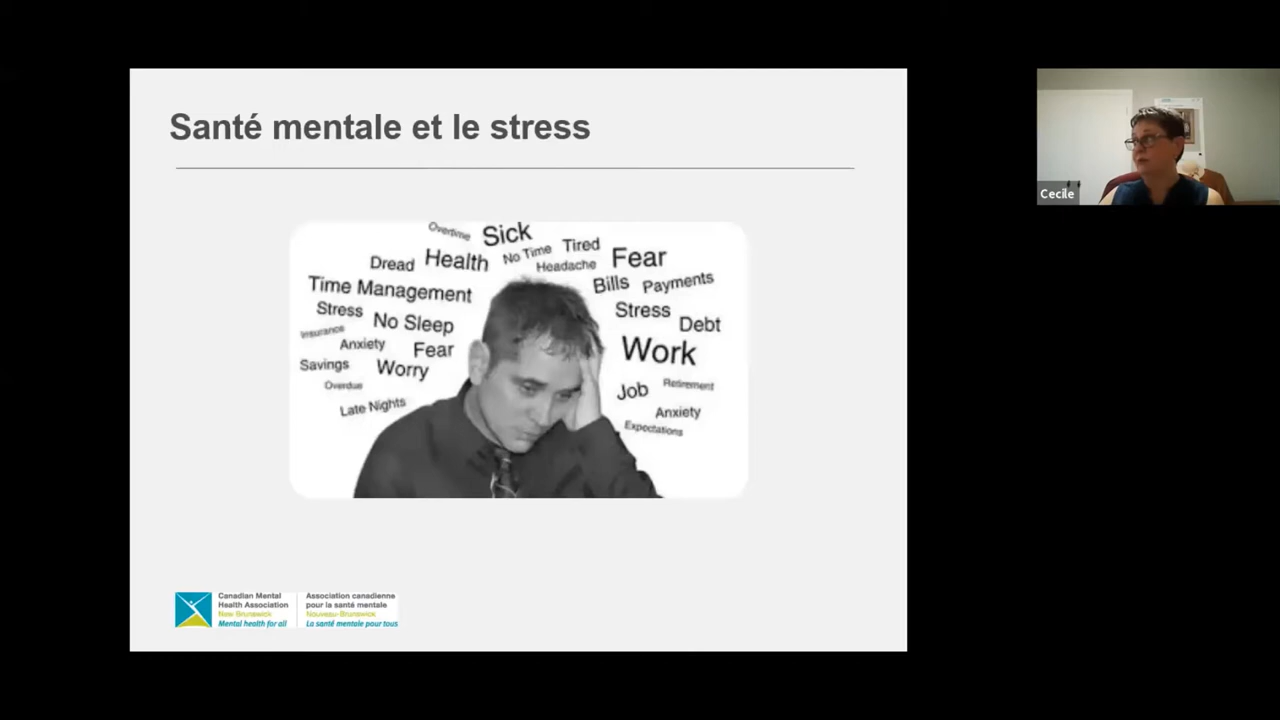 Santé mentale et le stress
Overtime
Sick
No Time
Tired
Dread
Health
Headache
Fear
Time Management
Bills
Payments
Stress
No Sleep
Stress
Debt
Insurance
Anxiety
Fear
Work
Savings
Worry
Overdue
Job
Retirement
Late Nights
Anxiety
Expectations
Canadian Mental
Health Association
New Brunswick
Mental health for all
Association canadienne
pour la santé mentale
Nouveau-Brunswick
La santé mentale pour tous
Cecile